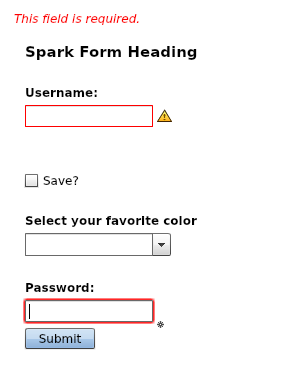 This field is required.
Spark Form Heading
Username:
Save?
Select your favorite color
Password:
Submit